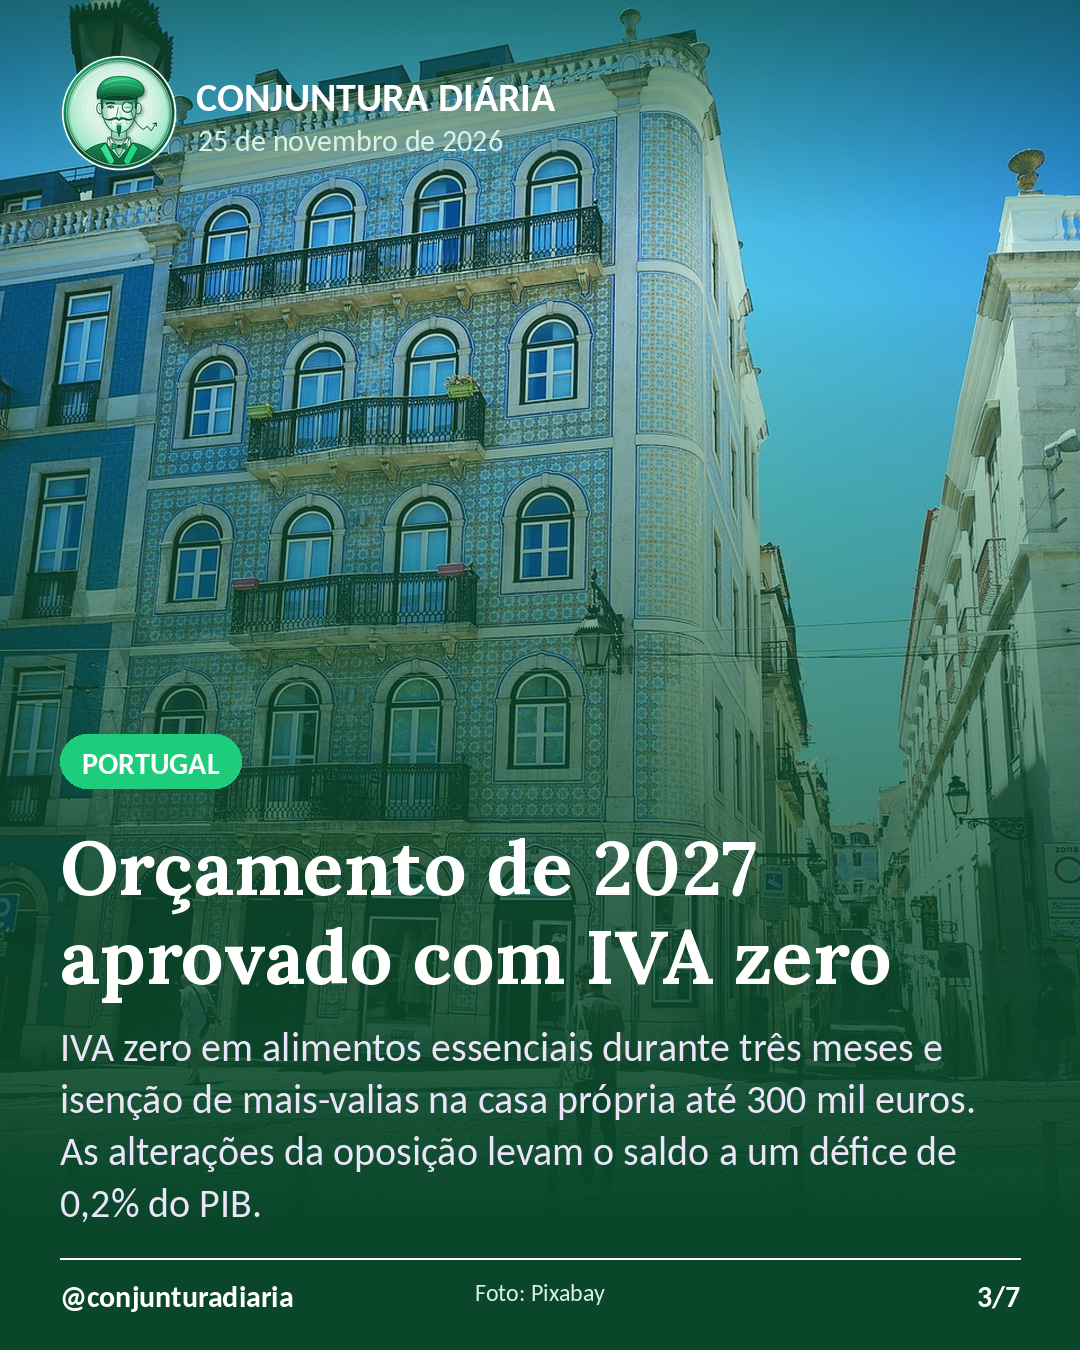 CONJUNTURA DIÁRIA
25 de novembro de 2026
PORTUGAL
Orçamento de 2027
aprovado com IVA zero
IVA zero em alimentos essenciais durante três meses e
isenção de mais-valias na casa própria até 300 mil euros.
As alterações da oposição levam o saldo a um défice de
0,2% do PIB.
@conjunturadiaria
Foto: Pixabay
3/7
zona